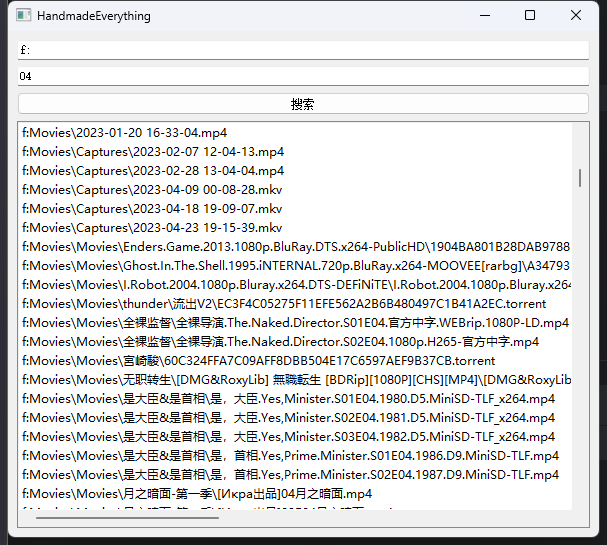 HandmadeEverything
f:
04
搜索
f:Movies\2023-01-20 16-33-04.mp4
f:Movies\Captures\2023-02-07 12-04-13.mp4
f:Movies\Captures\2023-02-28 13-04-04.mp4
f:Movies\Captures\2023-04-09 00-08-28.mkv
f:Movies\Captures\2023-04-18 19-09-07.mkv
f:Movies\Captures\2023-04-23 19-15-39.mkv
f:Movies\Movies\Enders.Game.2013.1080p.BluRay.DTS.x264-PublicHD\1904BA801B28DAB9788
f:Movies\Movies\Ghost.In.The.Shell.1995.iNTERNAL.720p.BluRay.x264-MOOVEE[rarbg]\A34793
f:Movies\Movies\I.Robot.2004.1080p.Bluray.x264.DTS-DEFiNiTE\I.Robot.2004.1080p.Bluray.x264
f:Movies\Movies\thunder\流出V2\EC3F4C05275F11EFE562A2B6B480497C1B41A2EC.torrent
f:Movies\Movies\全裸监督\全裸导演.The.Naked.Director.S01E04.官方中字.WEBrip.1080P-LD.mp4
f:Movies\Movies\全裸监督\全裸导演.The.Naked.Director.S02E04.1080p.H265-官方中字.mp4
f:Movies\Movies\宮崎駿\60C324FFA7C09AFF8DBB504E17C6597AEF9B37CB.torrent
f:Movies\Movies\无职转生\[DMG&RoxyLib] 無職転生 [BDRip][1080P][CHS][MP4]\[DMG&RoxyLib
f:Movies\Movies\是大臣&是首相\是，大臣.Yes,Minister.S01E04.1980.D5.MiniSD-TLF_x264.mp4
f:Movies\Movies\是大臣&是首相\是，大臣.Yes,Minister.S02E04.1981.D5.MiniSD-TLF_x264.mp4
f:Movies\Movies\是大臣&是首相\是，大臣.Yes,Minister.S03E04.1982.D5.MiniSD-TLF_x264.mp4
f:Movies\Movies\是大臣&是首相\是，首相.Yes,Prime.Minister.S01E04.1986.D9.MiniSD-TLF.mp4
f:Movies\Movies\是大臣&是首相\是，首相.Yes,Prime.Minister.S02E04.1987.D9.MiniSD-TLF.mp4
f:Movies\Movies\月之暗面-第一季\[Икра出品]04月之暗面.mp4